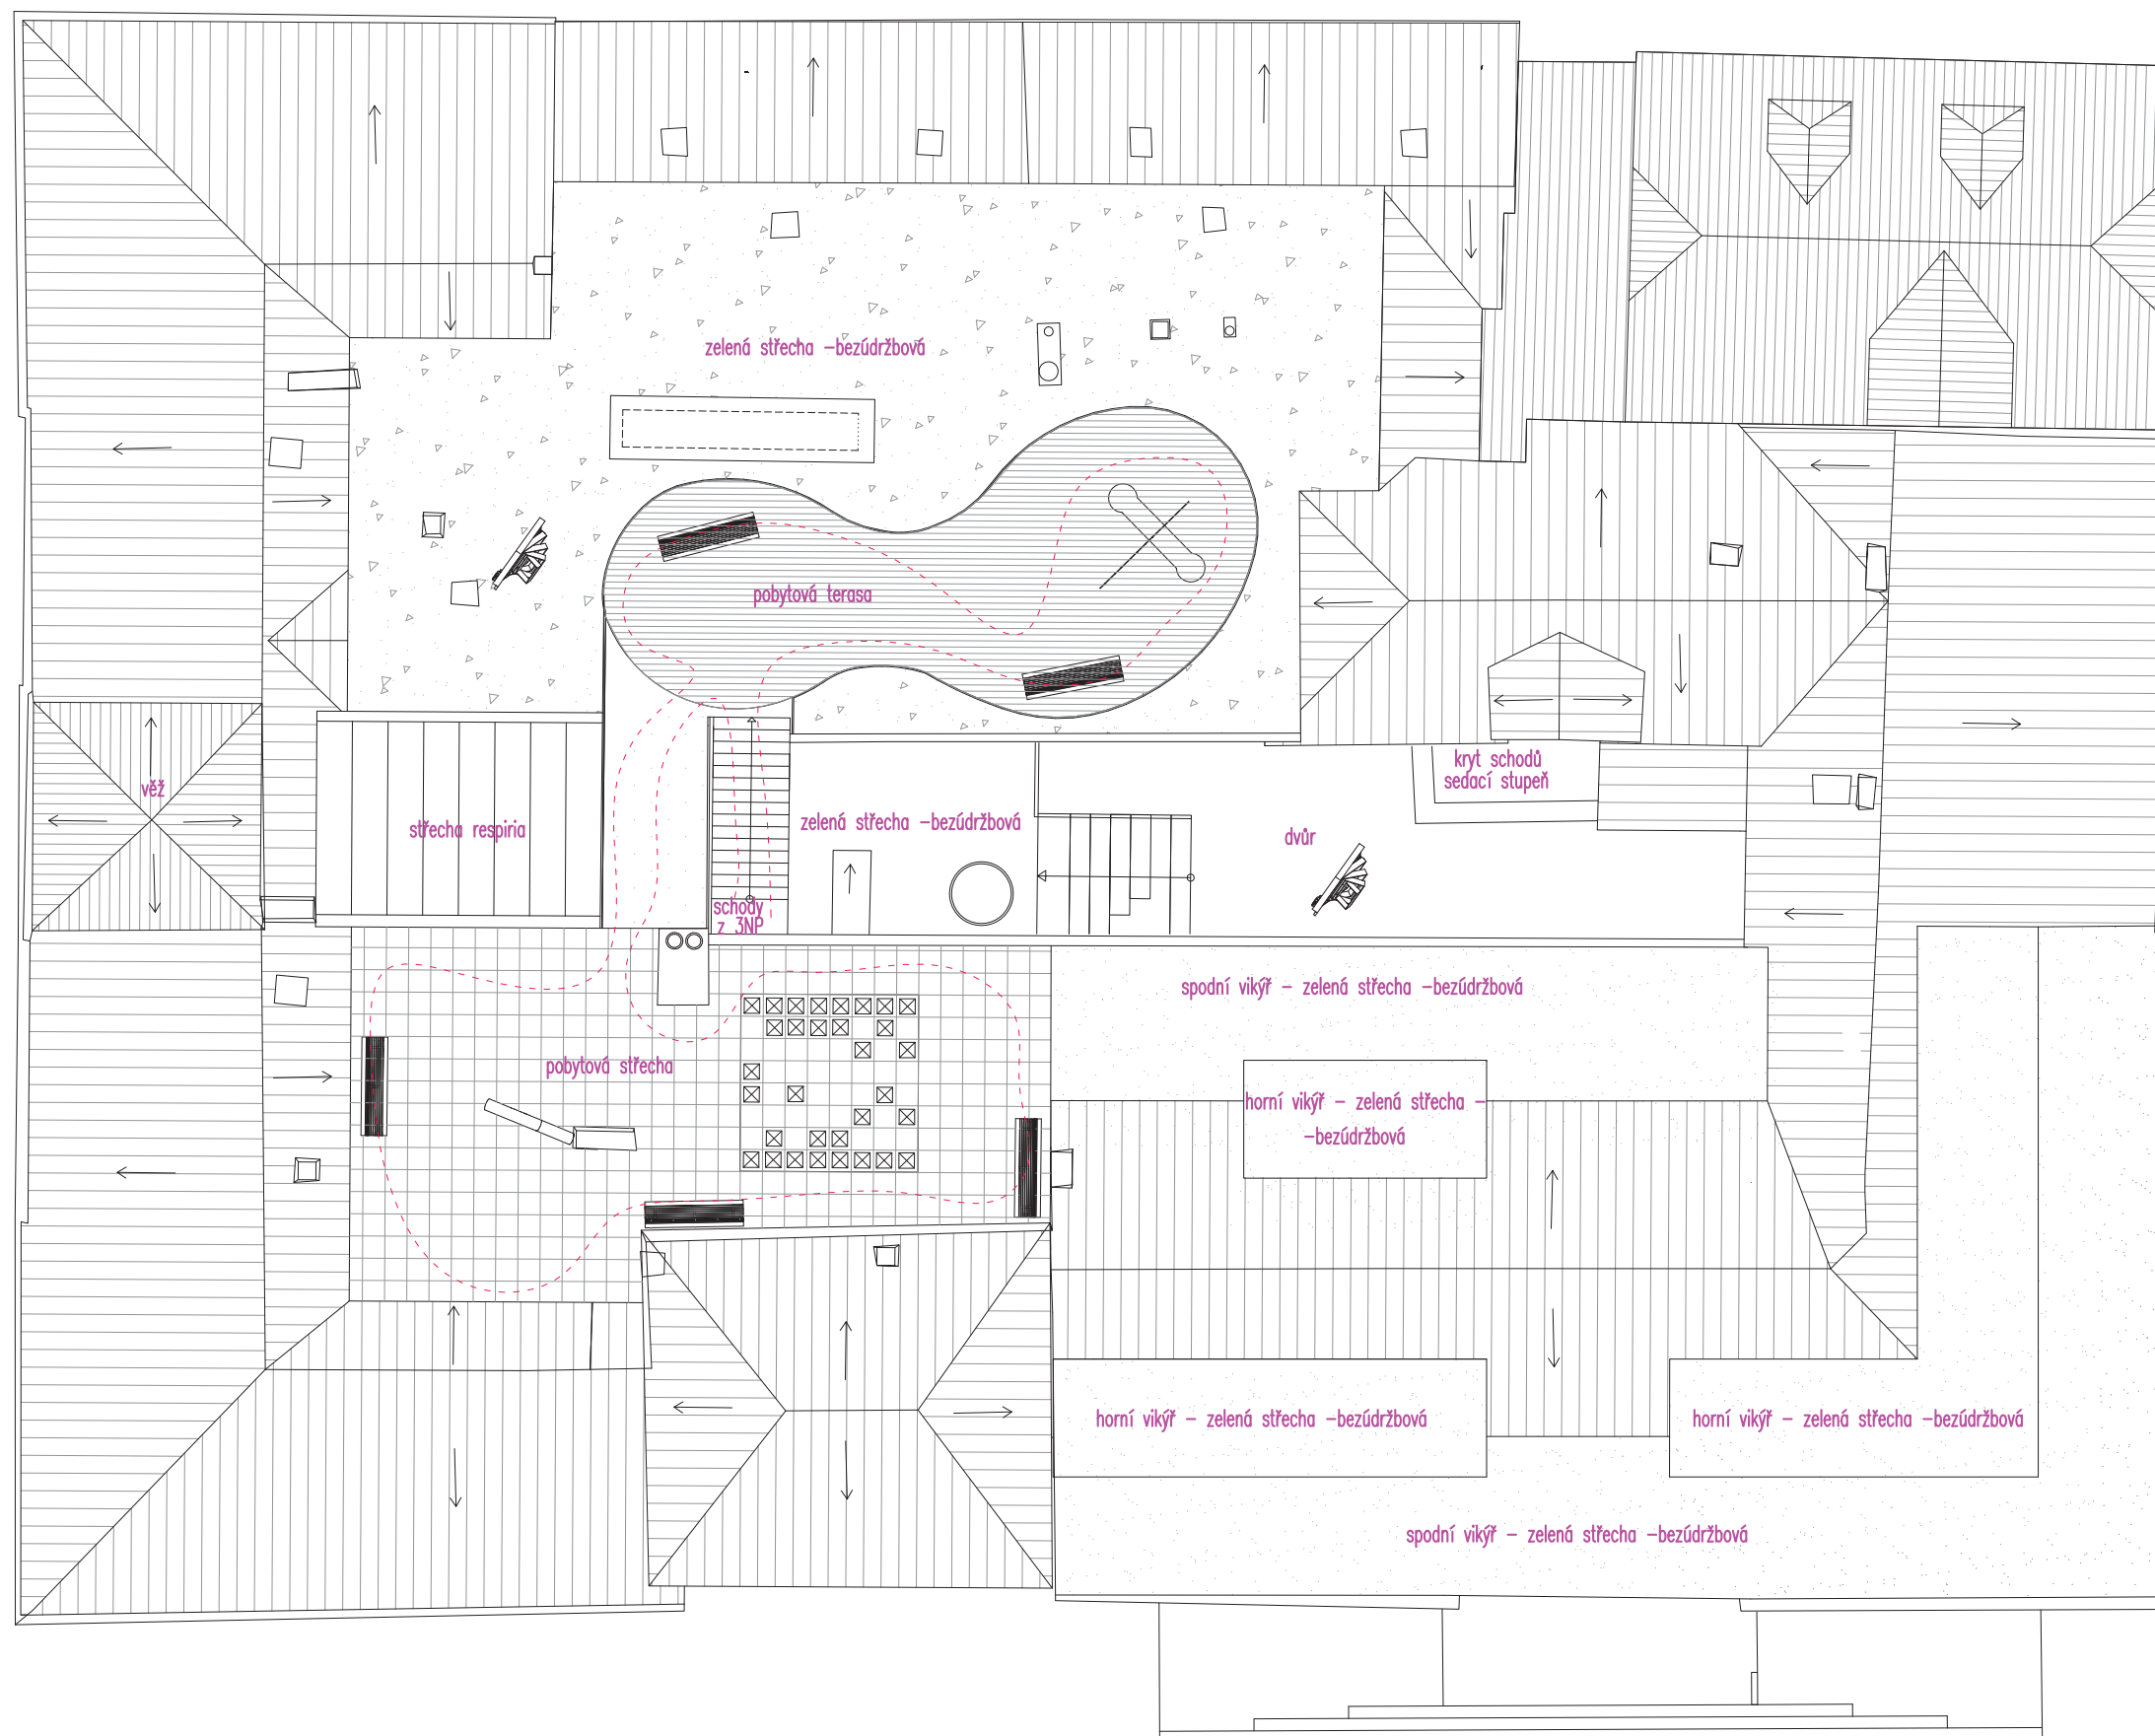 zelená střecha -bezúdržbová
pobytová terasa
kryt schodů
sedací stupeň
věž
střecha respiria
zelená střecha -bezúdržbová
dvůr
schody
z 3NP
spodní vikýř - zelená střecha -bezúdržbová
pobytová střecha
horní vikýř - zelená střecha -
-bezúdržbová
horní vikýř - zelená střecha -bezúdržbová
horní vikýř - zelená střecha -bezúdržbová
spodní vikýř - zelená střecha -bezúdržbová